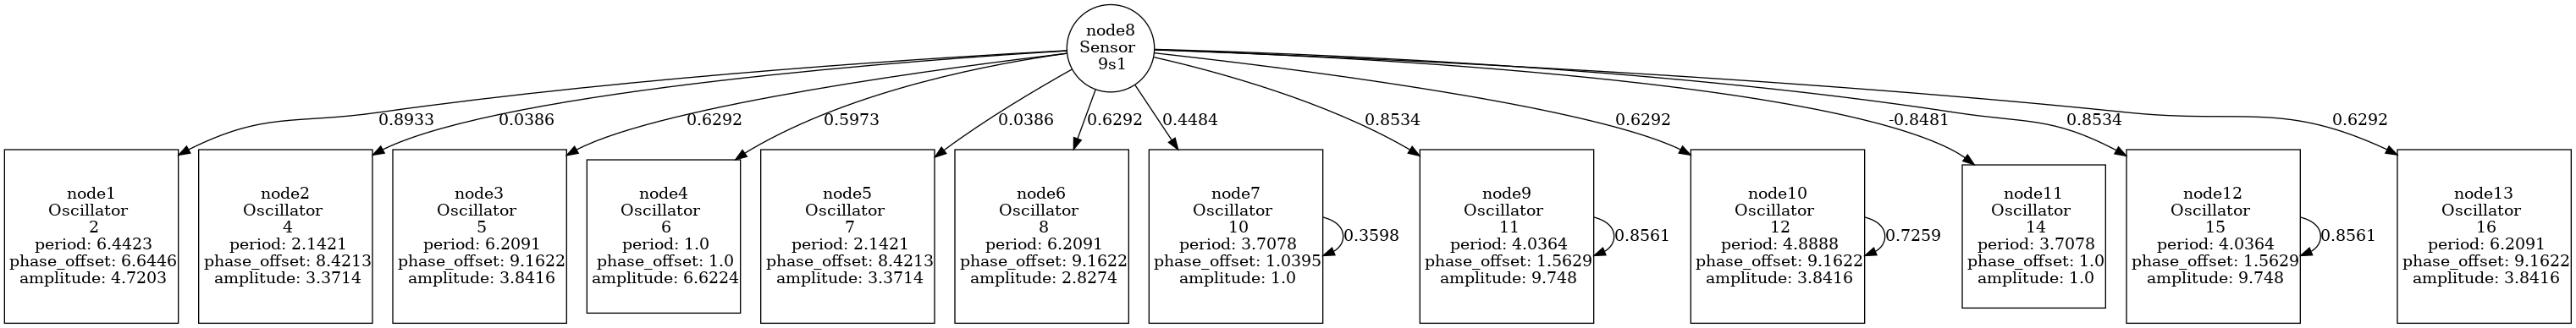 node8
Sensor
9s1
0.8933
0.0386
0.6292
0.5973
0.0386
0.6292
0.4484
0.8534
0.6292
-0.8481
0.8534
0.6292
node1
Oscillator
2
period: 6.4423
phase_offset: 6.6446
amplitude: 4.7203
node2
Oscillator
4
period: 2.1421
phase_offset: 8.4213
amplitude: 3.3714
node3
Oscillator
5
period: 6.2091
phase_offset: 9.1622
amplitude: 3.8416
node4
Oscillator
6
period: 1.0
phase_offset: 1.0
amplitude: 6.6224
node5
Oscillator
7
period: 2.1421
phase_offset: 8.4213
amplitude: 3.3714
node6
Oscillator
8
period: 6.2091
phase_offset: 9.1622
amplitude: 2.8274
node7
Oscillator
10
period: 3.7078
phase_offset: 1.0395
amplitude: 1.0
0.3598
node9
Oscillator
11
period: 4.0364
phase_offset: 1.5629
amplitude: 9.748
0.8561
node10
Oscillator
12
period: 4.8888
phase_offset: 9.1622
amplitude: 3.8416
0.7259
node11
Oscillator
14
period: 3.7078
phase_offset: 1.0
amplitude: 1.0
node12
Oscillator
15
period: 4.0364
phase_offset: 1.5629
amplitude: 9.748
0.8561
node13
Oscillator
16
period: 6.2091
phase_offset: 9.1622
amplitude: 3.8416